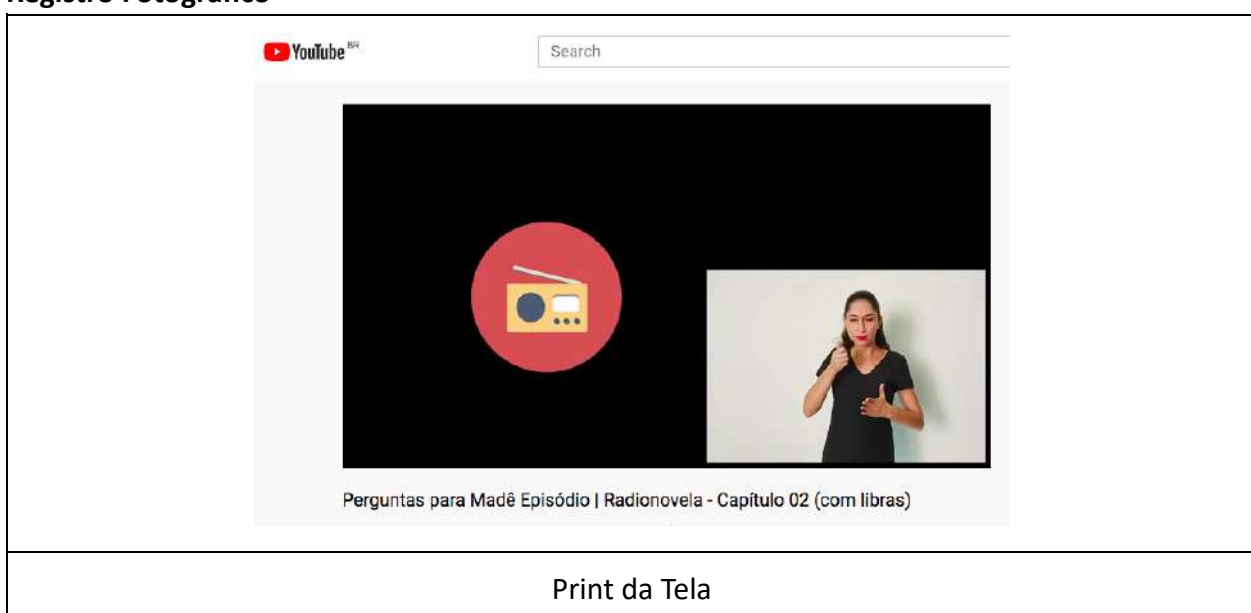 Registro Fotográfico
YouTube BR
Search
Perguntas para Madê Episódio | Radionovela - Capítulo 02 (com libras)
Print da Tela